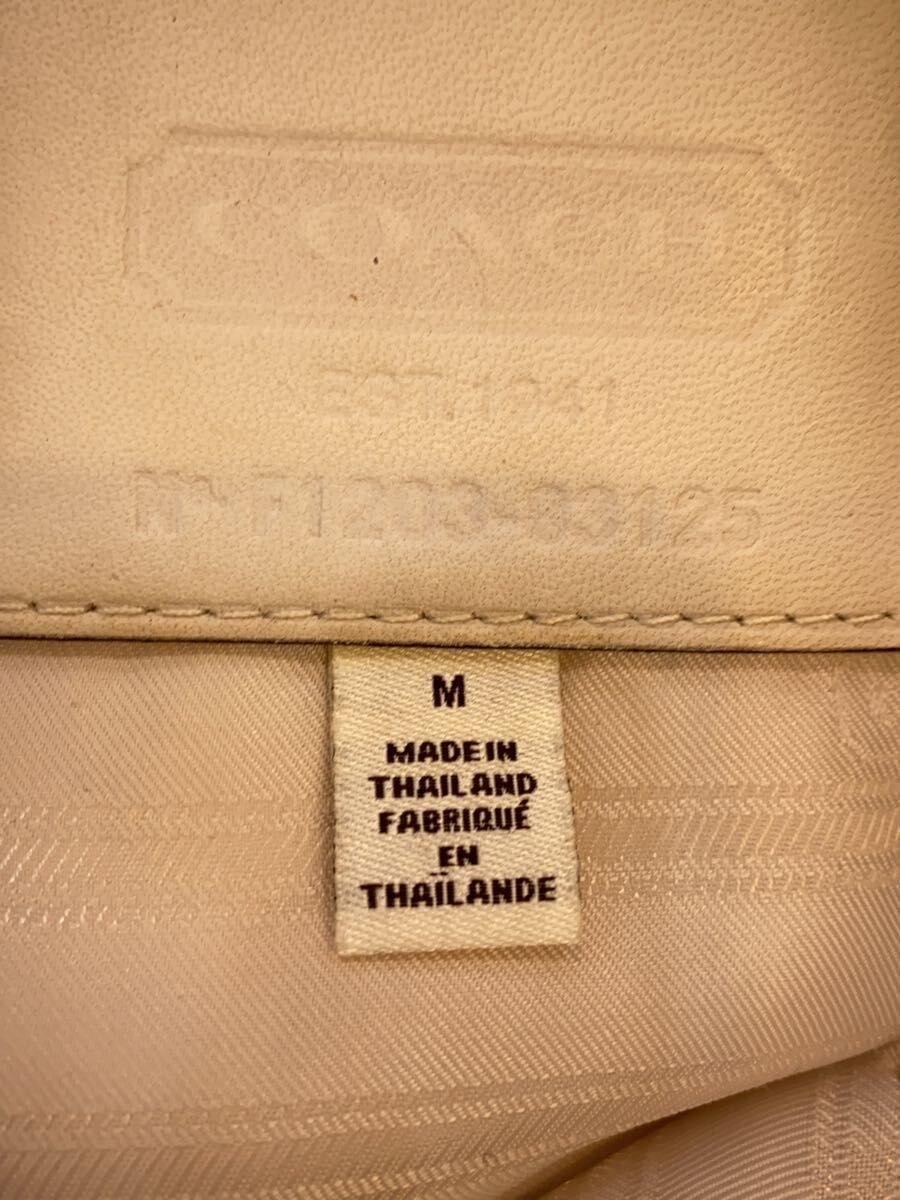 COACH
EST. 1941
Nº F1203-83125
M
MADE IN
THAILAND
FABRIQUÉ
EN
THAÏLANDE